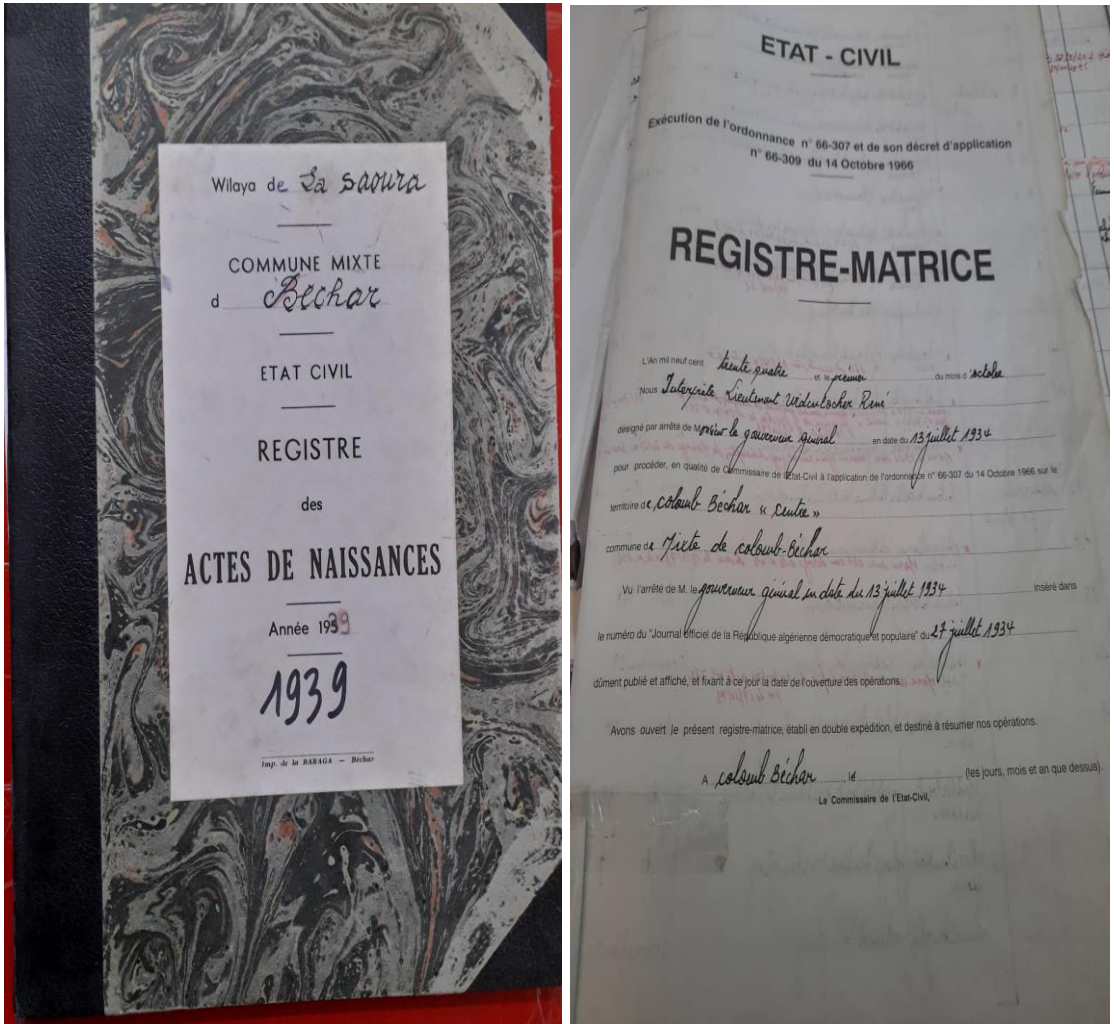 Wilaya de La Saoura
COMMUNE MIXTE
d Béchar
ETAT CIVIL
REGISTRE
des
ACTES DE NAISSANCES
Année 1939
1939
Imp. de la BARAGA — Béchar
ETAT - CIVIL
Exécution de l'ordonnance n° 66-307 et de son décret d'application
n° 66-309 du 14 Octobre 1966
REGISTRE-MATRICE
L'An mil neuf cent trente quatre et le premier du mois d'octobre
Nous Interprète Lieutenant René
désigné par arrêté de Monsieur le gouverneur général en date du 13 juillet 1934
pour procéder, en qualité de Commissaire de l'Etat-Civil à l'application de l'ordonnance n° 66-307 du 14 Octobre 1966 sur le
territoire de colomb Béchar « Centre »
commune de Mixte de colomb-Béchar
Vu l'arrêté de M. le gouverneur général en date du 13 juillet 1934 inséré dans
le numéro du "Journal officiel de la République algérienne démocratique et populaire" du 27 juillet 1934
dûment publié et affiché, et fixant à ce jour la date de l'ouverture des opérations.
Avons ouvert le présent registre-matrice, établi en double expédition, et destiné à résumer nos opérations.
A colomb Béchar le (les jours, mois et an que dessus).
Le Commissaire de l'Etat-Civil,